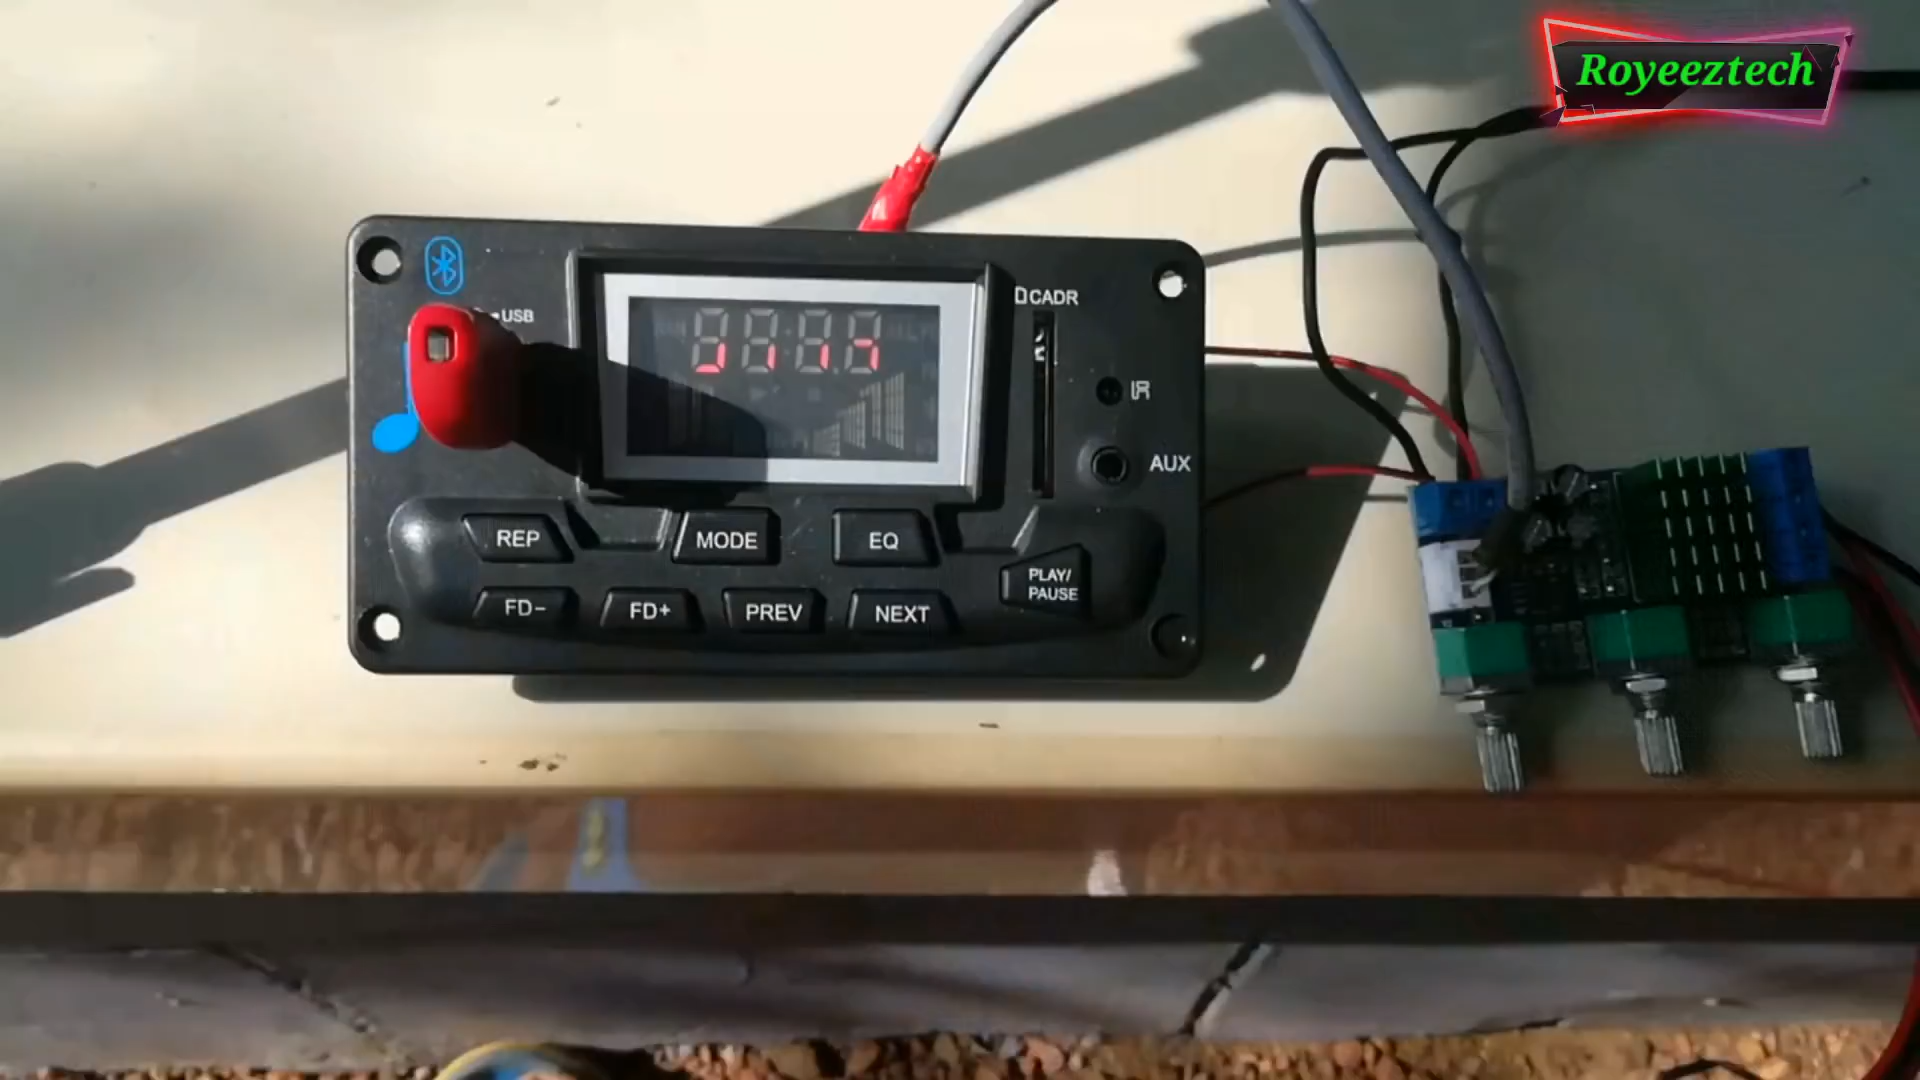 Royeeztech
USB
CADR
IR
AUX
REP
MODE
EQ
PLAY/
PAUSE
FD-
FD+
PREV
NEXT